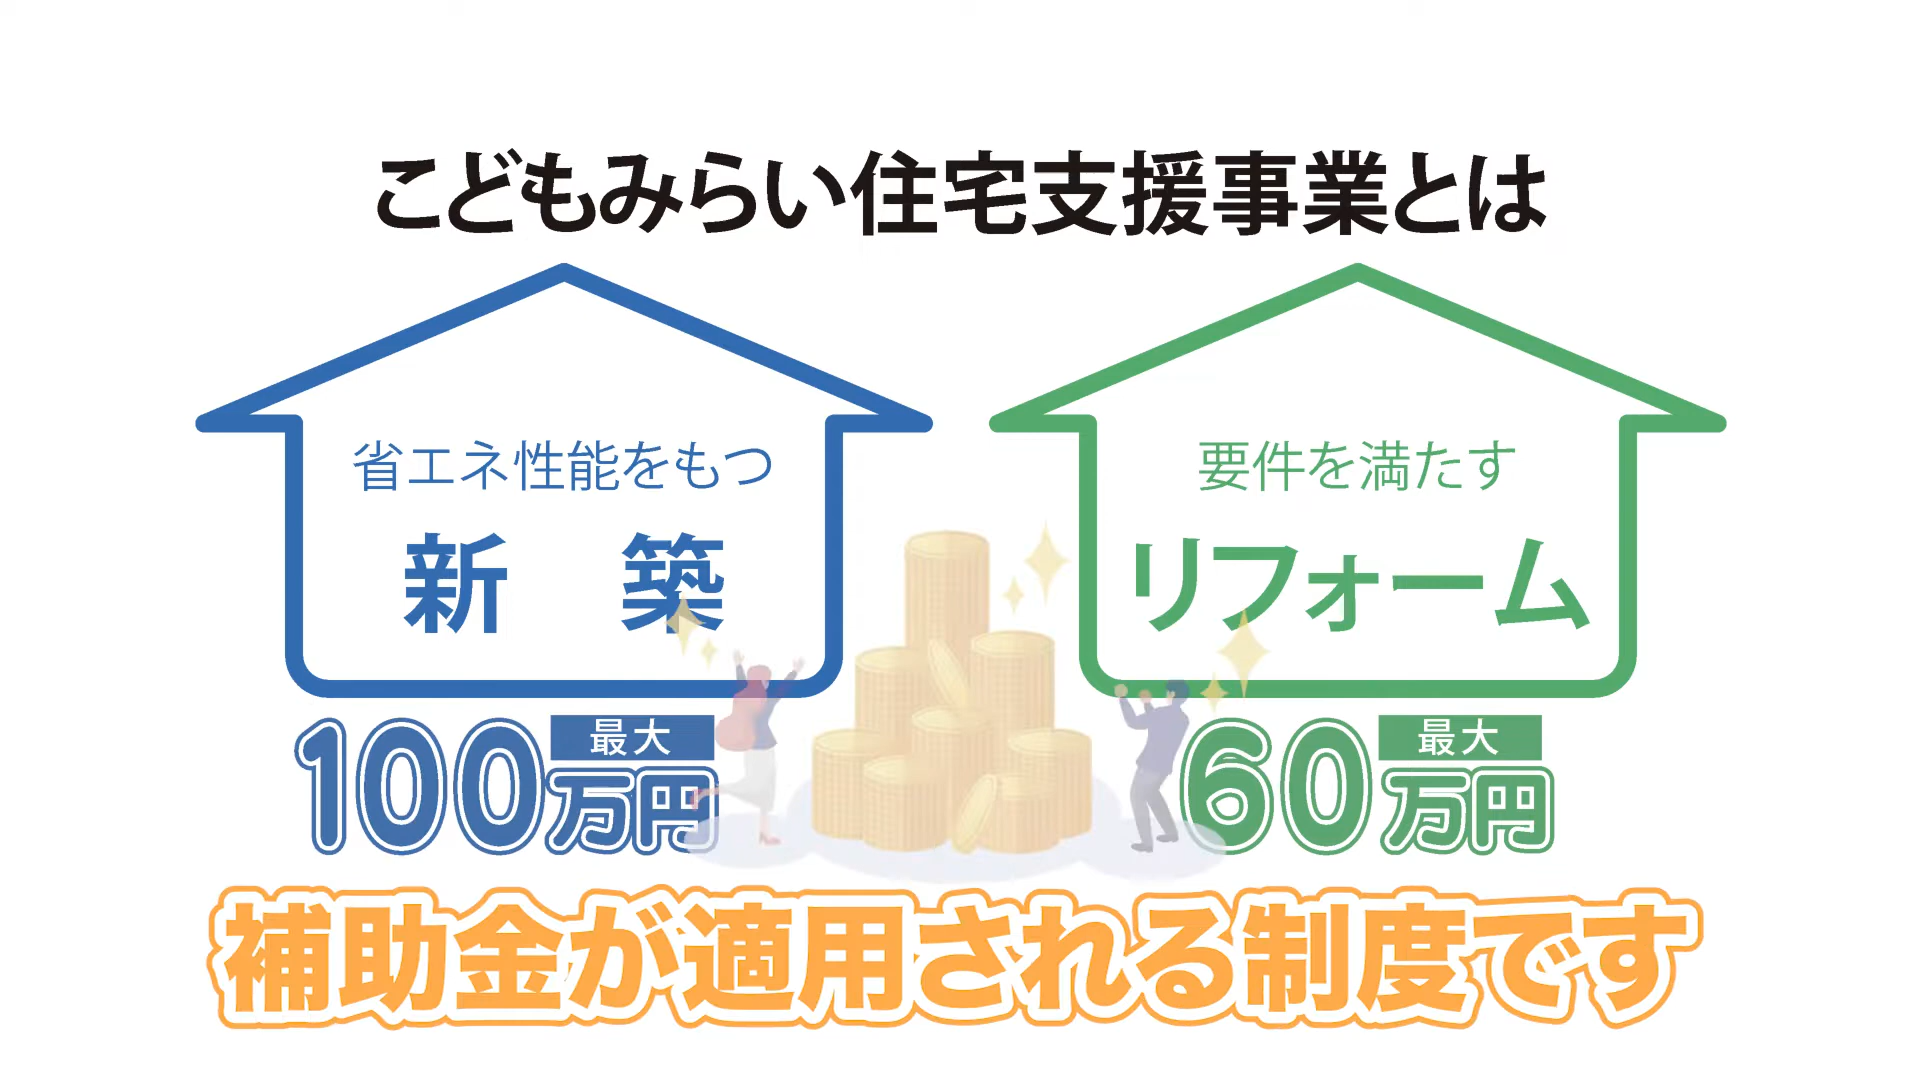 こどもみらい住宅支援事業とは
省エネ性能をもつ
新　築
最大
100万円
要件を満たす
リフォーム
最大
60万円
補助金が適用される制度です